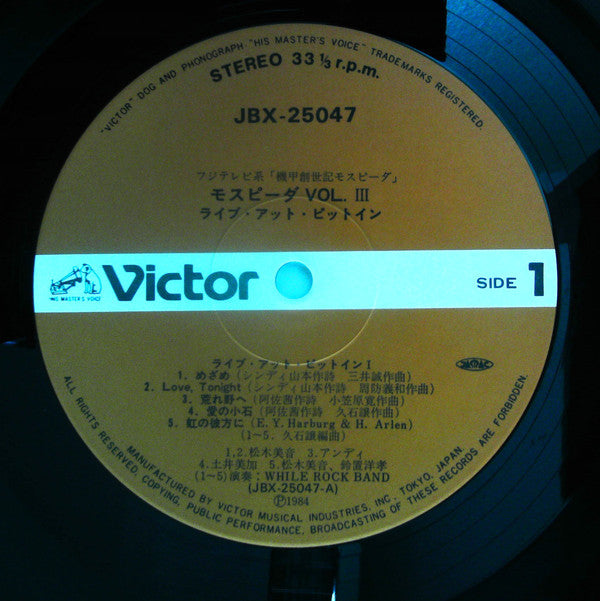 "VICTOR" DOG AND PHONOGRAPH "HIS MASTER'S VOICE" TRADEMARKS REGISTERED.
STEREO 33 1/3 r.p.m.
JBX-25047
フジテレビ系「機甲創世記モスピーダ」
モスピーダ VOL. III
ライブ・アット・ピットイン
"HIS MASTER'S VOICE"
Victor
SIDE 1
ライブ・アット・ピットイン I
1. めざめ (シンディ山本作詩 三井誠作曲)
2. Love, Tonight (シンディ山本作詩 周防義和作曲)
3. 荒れ野へ (阿佐茜作詩 小笠原寛作曲)
4. 愛の小石 (阿佐茜作詩 久石譲作曲)
5. 虹の彼方に (E. Y. Harburg & H. Arlen)
(1~5. 久石譲編曲)
1,2. 松木美音 3. アンディ
4. 土井美加 5. 松木美音、鈴置洋孝
(1~5) 演奏：WHILE ROCK BAND
(JBX-25047-A)
Ⓟ1984
ALL RIGHTS RESERVED. COPYING, PUBLIC PERFORMANCE, BROADCASTING OF THESE RECORDS ARE FORBIDDEN.
MANUFACTURED BY VICTOR MUSICAL INDUSTRIES, INC. TOKYO, JAPAN.